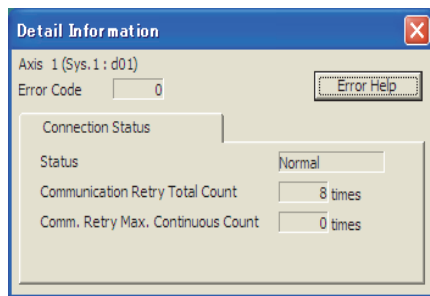 Detail Information
Axis 1 (Sys.1 : d01)
Error Code 0
Error Help
Connection Status
Status Normal
Communication Retry Total Count 8 times
Comm. Retry Max. Continuous Count 0 times